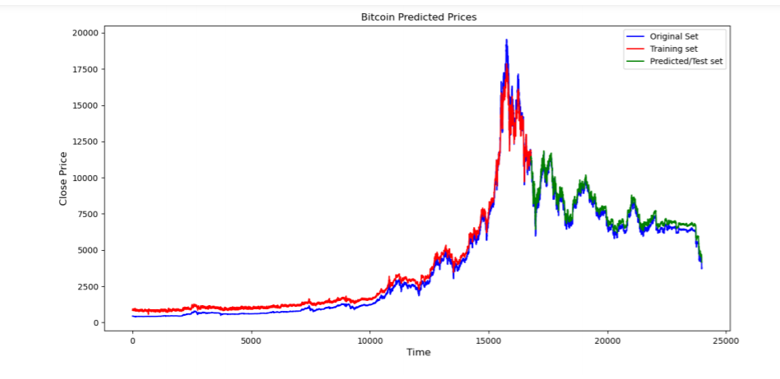 Bitcoin Predicted Prices
Original Set
Training set
Predicted/Test set
Close Price
20000
17500
15000
12500
10000
7500
5000
2500
0
0 5000 10000 15000 20000 25000
Time